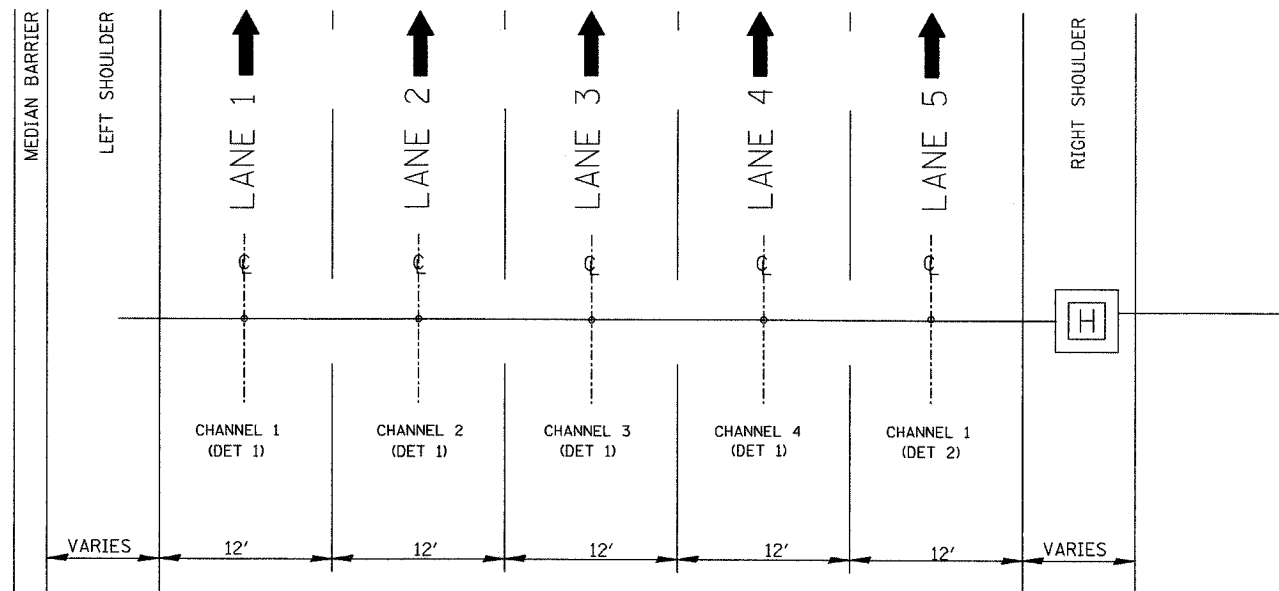 MEDIAN BARRIER
LEFT SHOULDER
LANE 1
LANE 2
LANE 3
LANE 4
LANE 5
RIGHT SHOULDER
℄
℄
℄
℄
℄
H
CHANNEL 1
(DET 1)
CHANNEL 2
(DET 1)
CHANNEL 3
(DET 1)
CHANNEL 4
(DET 1)
CHANNEL 1
(DET 2)
VARIES
12'
12'
12'
12'
12'
VARIES